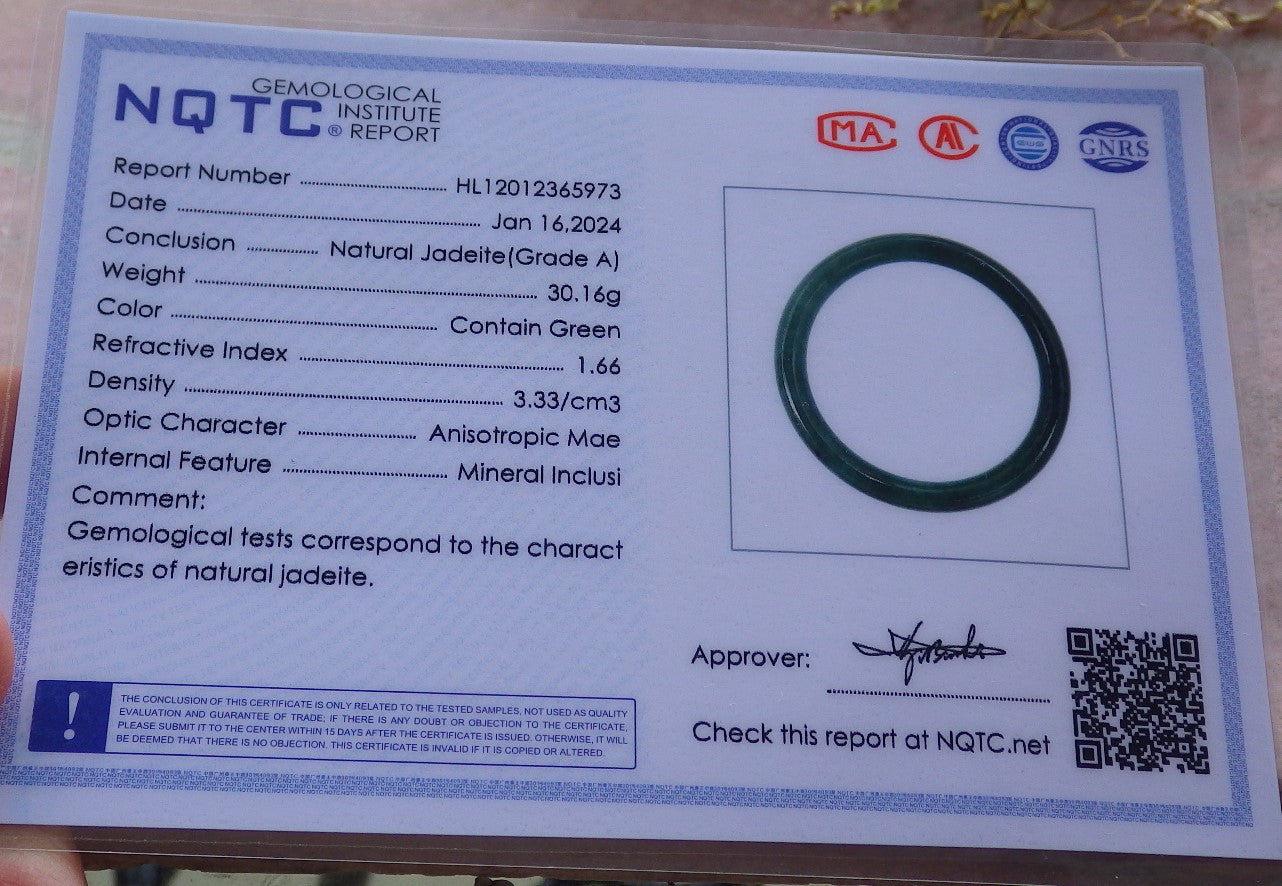 NQTC® GEMOLOGICAL
INSTITUTE
REPORT
MA
GNRS
Report Number HL12012365973
Date Jan 16,2024
Conclusion Natural Jadeite(Grade A)
Weight 30.16g
Color Contain Green
Refractive Index 1.66
Density 3.33/cm3
Optic Character Anisotropic Mae
Internal Feature Mineral Inclusi
Comment:
Gemological tests correspond to the charact
eristics of natural jadeite.
Approver:
Check this report at NQTC.net
!
THE CONCLUSION OF THIS CERTIFICATE IS ONLY RELATED TO THE TESTED SAMPLES, NOT USED AS QUALITY
EVALUATION AND GUARANTEE OF TRADE; IF THERE IS ANY DOUBT OR OBJECTION TO THE CERTIFICATE,
PLEASE SUBMIT IT TO THE CENTER WITHIN 15 DAYS AFTER THE CERTIFICATE IS ISSUED. OTHERWISE, IT WILL
BE DEEMED THAT THERE IS NO OBJECTION. THIS CERTIFICATE IS INVALID IF IT IS COPIED OR ALTERED.